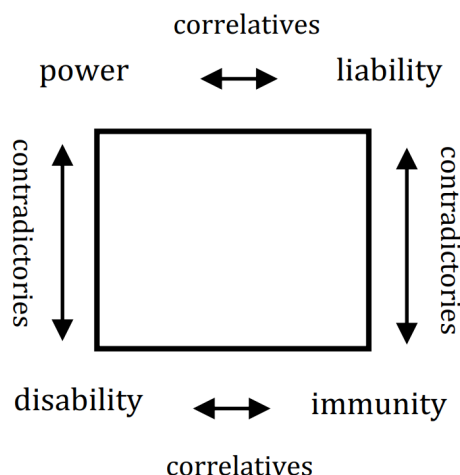 correlatives
power liability
contradictories contradictories
disability immunity
correlatives